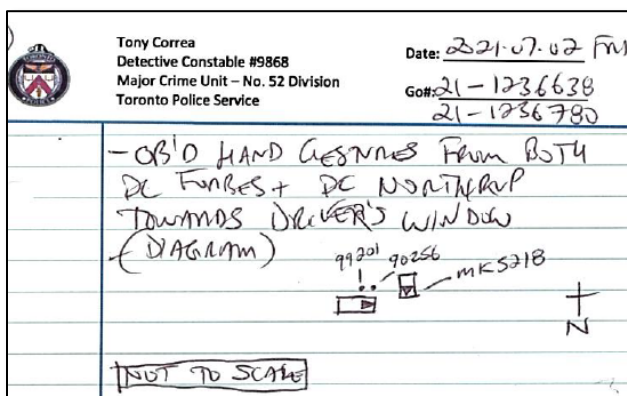 Tony Correa
Detective Constable #9868
Major Crime Unit – No. 52 Division
Toronto Police Service
Date: 2021.07.02 FRI
Go#: 21-1236638
21-1236780
- OB'D HAND GESTURES FROM BOTH
DC FORBES + DC NORTHRUP
TOWARDS DRIVER'S WINDOW
- (DIAGRAM)
99201 90256
MKS218
N
NOT TO SCALE